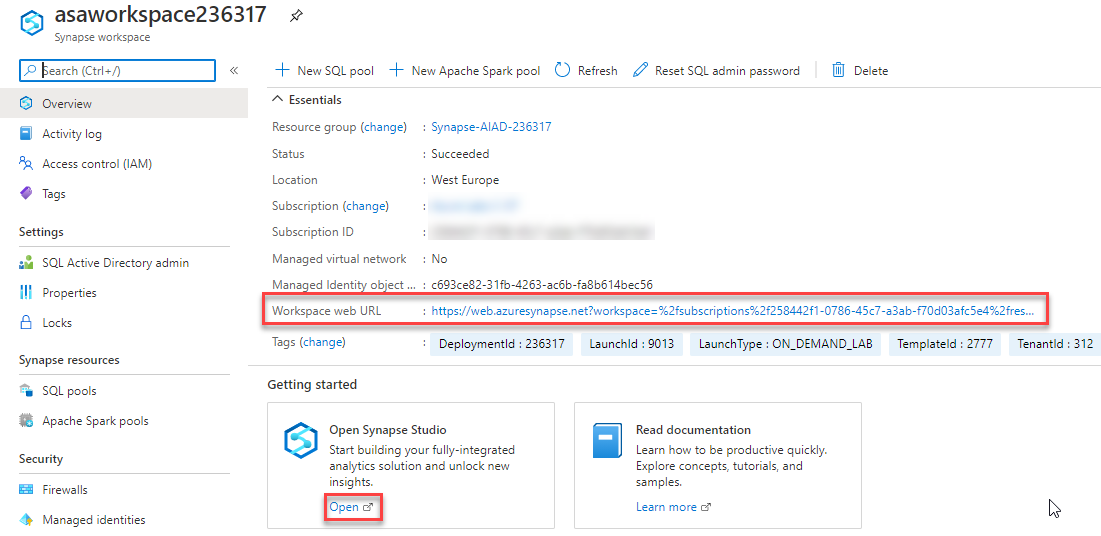 asaworkspace236317
Synapse workspace
Search (Ctrl+/)
«
Overview
Activity log
Access control (IAM)
Tags
Settings
SQL Active Directory admin
Properties
Locks
Synapse resources
SQL pools
Apache Spark pools
Security
Firewalls
Managed identities
New SQL pool New Apache Spark pool Refresh Reset SQL admin password Delete
Essentials
Resource group (change) : Synapse-AIAD-236317
Status : Succeeded
Location : West Europe
Subscription (change) :
Subscription ID :
Managed virtual network : No
Managed Identity object ... : c693ce82-31fb-4263-ac6b-fa8b614bec56
Workspace web URL : https://web.azuresynapse.net?workspace=%2fsubscriptions%2f258442f1-0786-45c7-a3ab-f70d03afc5e4%2fres...
Tags (change) : DeploymentId : 236317 LaunchId : 9013 LaunchType : ON_DEMAND_LAB TemplateId : 2777 TenantId : 312
Getting started
Open Synapse Studio
Start building your fully-integrated
analytics solution and unlock new
insights.
Open
Read documentation
Learn how to be productive quickly.
Explore concepts, tutorials, and
samples.
Learn more